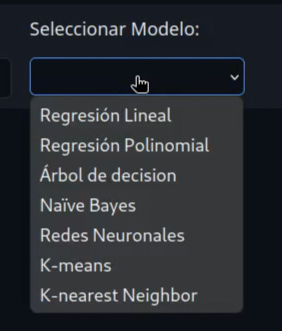 Seleccionar Modelo:
Regresión Lineal
Regresión Polinomial
Árbol de decision
Naïve Bayes
Redes Neuronales
K-means
K-nearest Neighbor